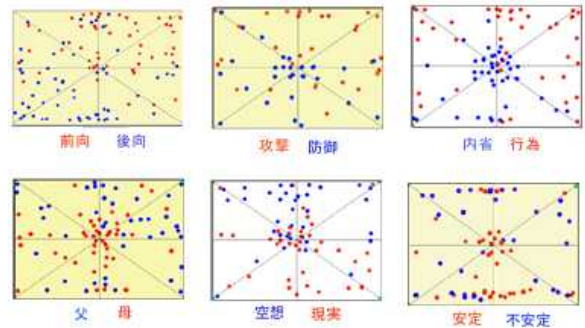 前向 後向
攻撃 防御
内省 行為
父 母
空想 現実
安定 不安定